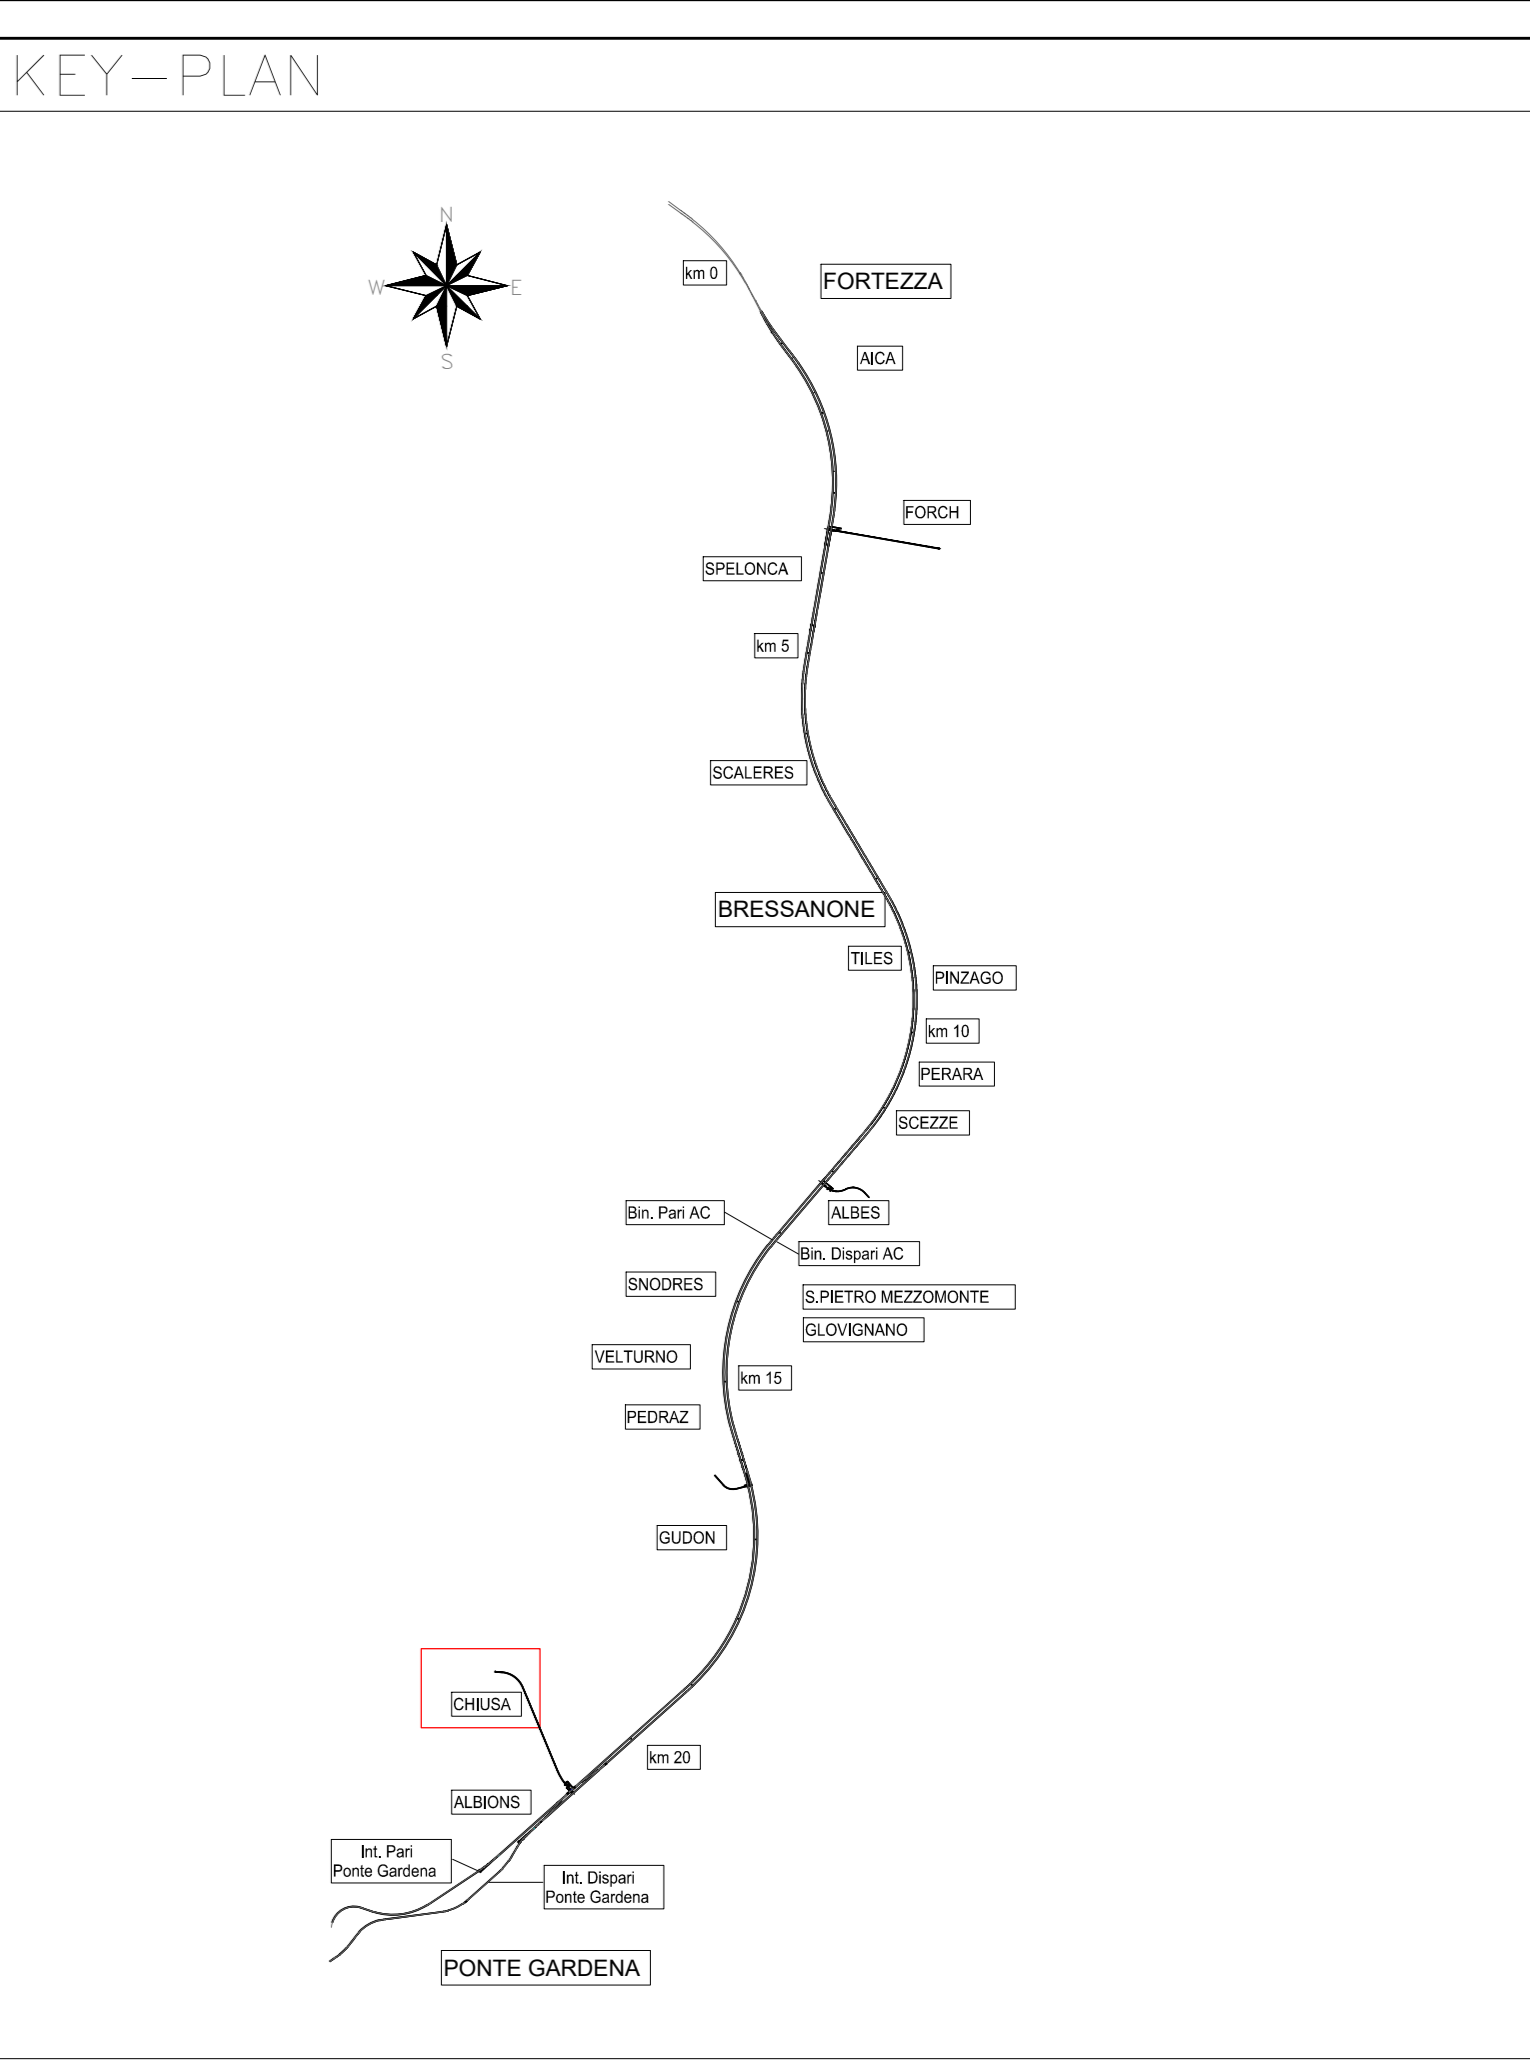 KEY-PLAN
N
W
E
S
km 0
FORTEZZA
AICA
FORCH
SPELONCA
km 5
SCALERES
BRESSANONE
TILES
PINZAGO
km 10
PERARA
SCEZZE
Bin. Pari AC
ALBES
Bin. Dispari AC
SNODRES
S.PIETRO MEZZOMONTE
GLOVIGNANO
VELTURNO
km 15
PEDRAZ
GUDON
CHIUSA
km 20
ALBIONS
Int. Pari
Ponte Gardena
Int. Dispari
Ponte Gardena
PONTE GARDENA